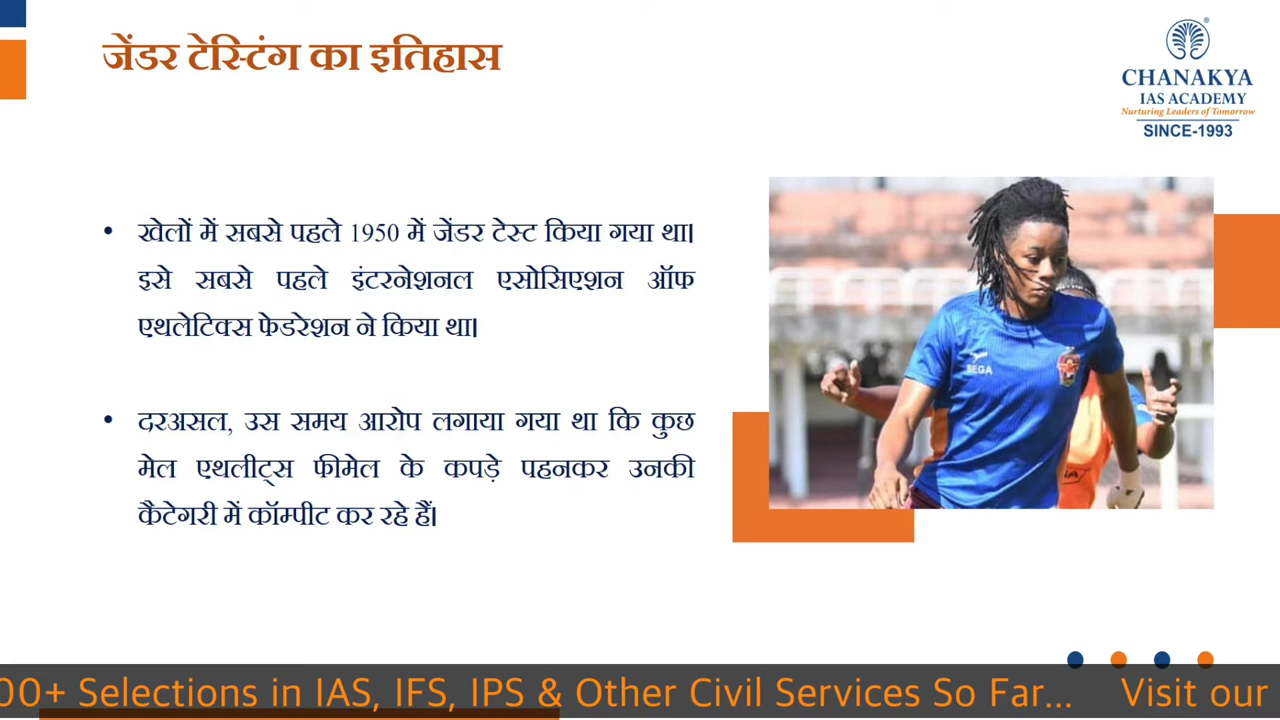 जेंडर टेस्टिंग का इतिहास
CHANAKYA
IAS ACADEMY
Nurturing Leaders of Tomorrow
SINCE-1993
• खेलों में सबसे पहले 1950 में जेंडर टेस्ट किया गया था।
इसे सबसे पहले इंटरनेशनल एसोसिएशन ऑफ
एथलेटिक्स फेडरेशन ने किया था।
• दरअसल, उस समय आरोप लगाया गया था कि कुछ
मेल एथलीट्स फीमेल के कपड़े पहनकर उनकी
कैटेगरी में कॉम्पीट कर रहे हैं।
SEGA
00+ Selections in IAS, IFS, IPS & Other Civil Services So Far... Visit our